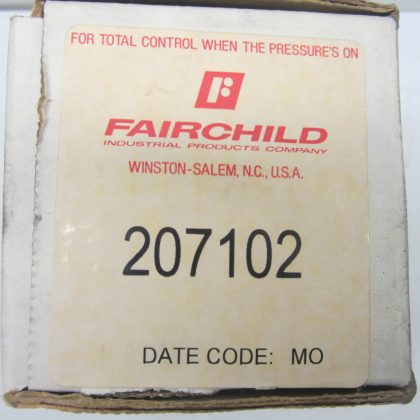 FOR TOTAL CONTROL WHEN THE PRESSURE'S ON
FAIRCHILD
INDUSTRIAL PRODUCTS COMPANY
WINSTON-SALEM, N.C., U.S.A.
207102
DATE CODE: MO